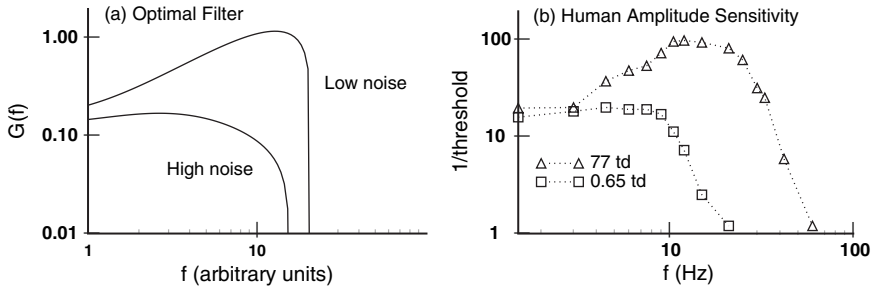 (a) Optimal Filter
1.00
0.10
0.01
G(f)
Low noise
High noise
1
10
f (arbitrary units)
(b) Human Amplitude Sensitivity
100
10
1
1/threshold
77 td
0.65 td
10
100
f (Hz)